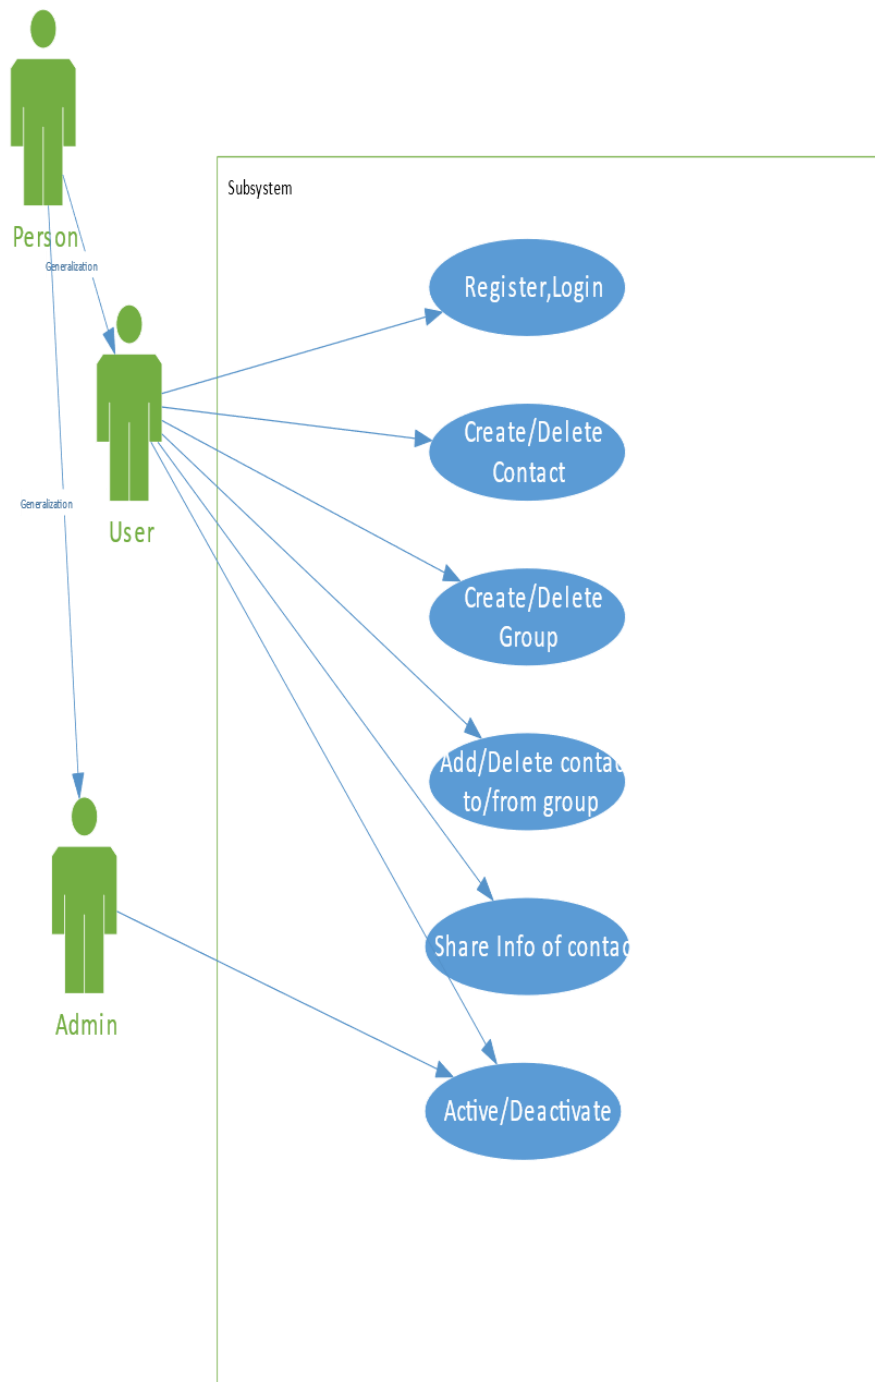 Subsystem
Person
Generalization
Register,Login
Create/Delete
Contact
Generalization
User
Create/Delete
Group
Add/Delete contac
to/from group
Share Info of contac
Admin
Active/Deactivate